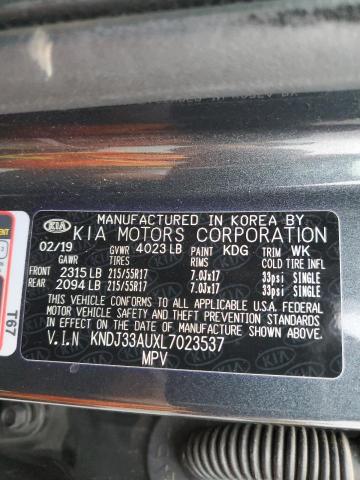 MANUFACTURED IN KOREA BY
KIA KIA MOTORS CORPORATION
02/19 GVWR 4023 LB PAINT KDG TRIM WK
GAWR TIRES RIMS COLD TIRE INFL
FRONT 2315 LB 215/55R17 7.0Jx17 33psi SINGLE
REAR 2094 LB 215/55R17 7.0Jx17 33psi SINGLE
THIS VEHICLE CONFORMS TO ALL APPLICABLE U.S.A. FEDERAL
MOTOR VEHICLE SAFETY, BUMPER, AND THEFT PREVENTION
STANDARDS IN EFFECT ON THE DATE OF MANUFACTURE SHOWN ABOVE.
V.I.N KNDJ33AUXL7023537
MPV
T67